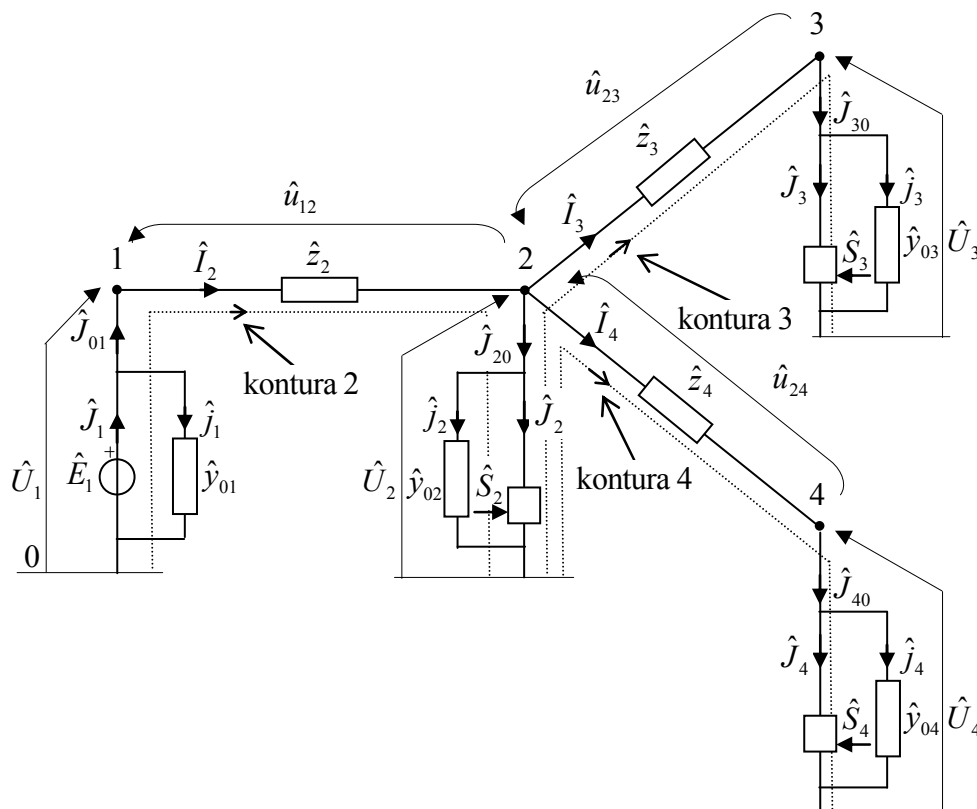 3
û₂₃
Ĵ₃₀
ẑ₃
Ĵ₃
ĵ₃
û₁₂
Î₃
1
Î₂
ẑ₂
2
Ŝ₃
ŷ₀₃
Û₃
kontura 3
Ĵ₀₁
Î₄
Ĵ₂₀
kontura 2
ẑ₄
û₂₄
Ĵ₁
ĵ₁
ĵ₂
Ĵ₂
kontura 4
Û₁
Ê₁
+
ŷ₀₁
Û₂
ŷ₀₂
Ŝ₂
4
0
Ĵ₄₀
Ĵ₄
ĵ₄
Ŝ₄
ŷ₀₄
Û₄